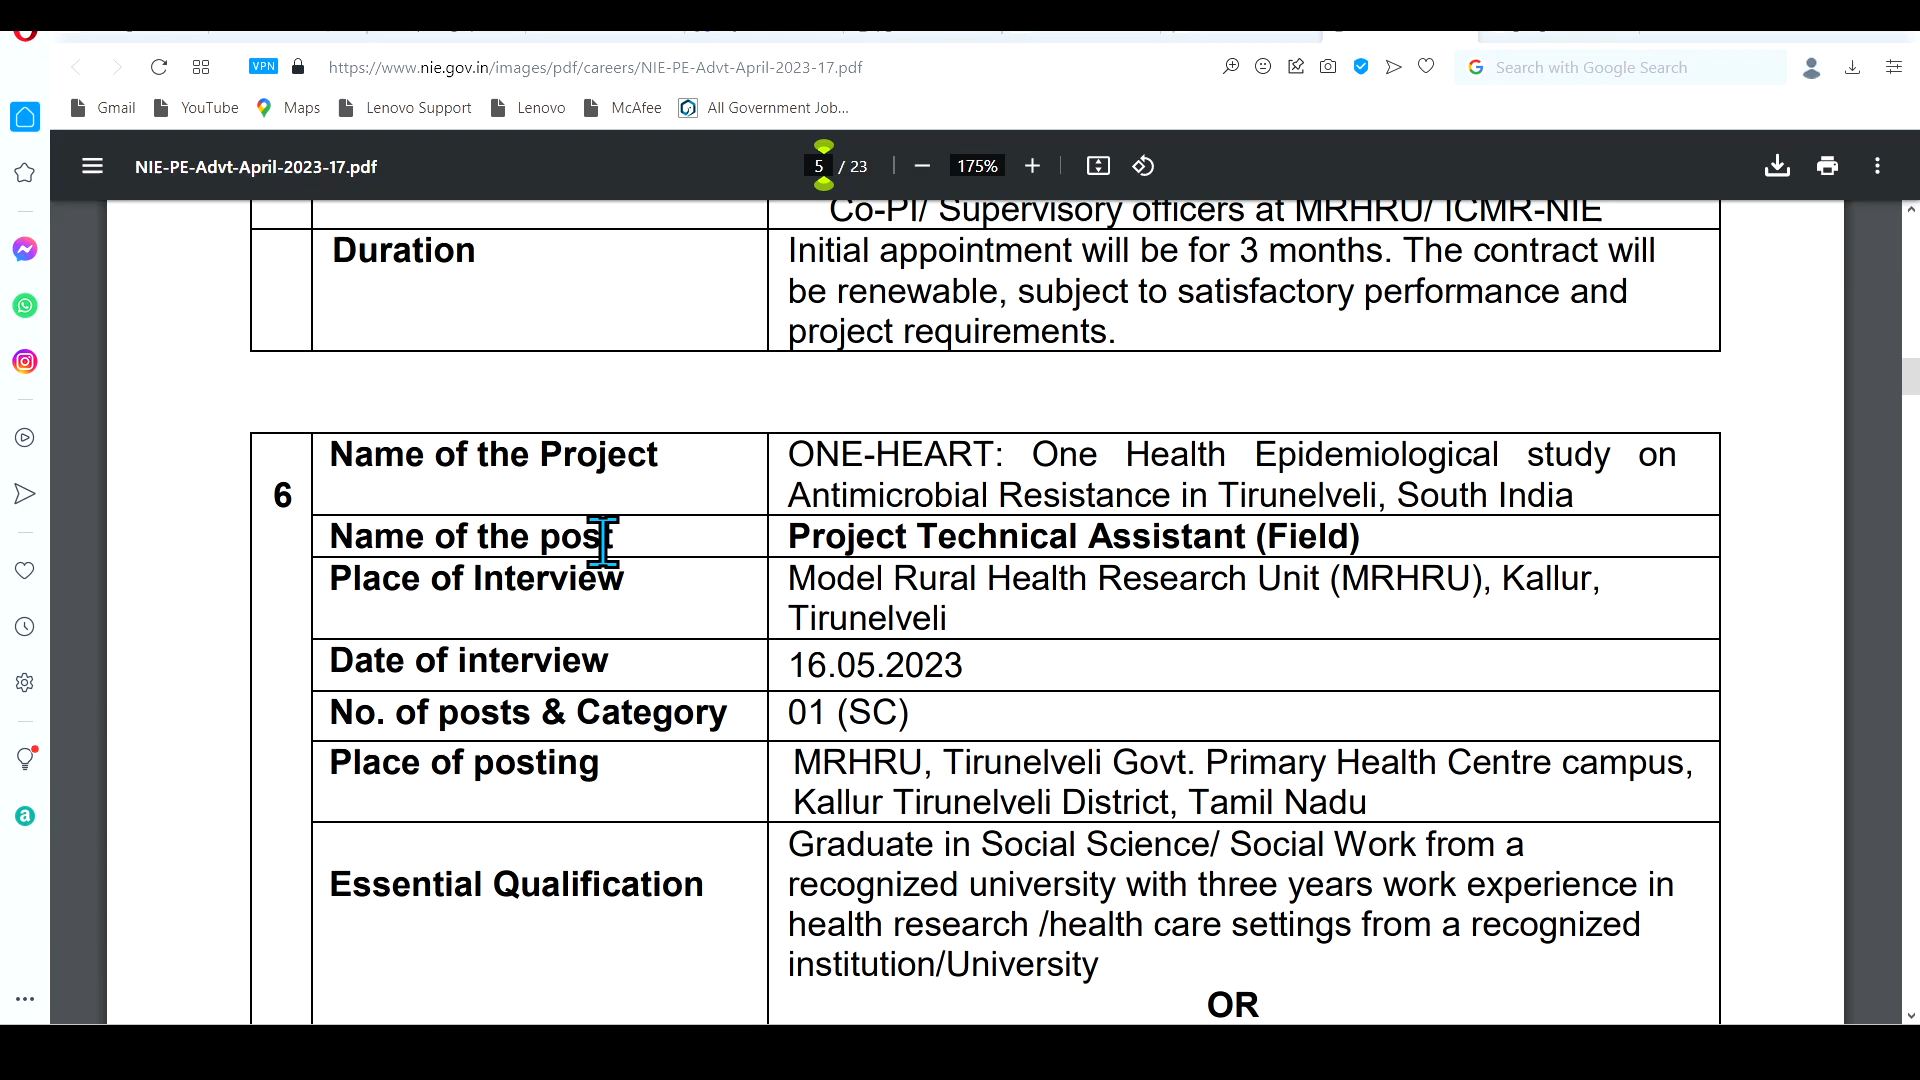 VPN
https://www.nie.gov.in/images/pdf/careers/NIE-PE-Advt-April-2023-17.pdf
Search with Google Search
Gmail YouTube Maps Lenovo Support Lenovo McAfee All Government Job...
NIE-PE-Advt-April-2023-17.pdf
5 / 23
175%
Co-PI/ Supervisory officers at MRHRU/ ICMR-NIE
Duration
Initial appointment will be for 3 months. The contract will
be renewable, subject to satisfactory performance and
project requirements.
6
Name of the Project
ONE-HEART: One Health Epidemiological study on
Antimicrobial Resistance in Tirunelveli, South India
Name of the post
Project Technical Assistant (Field)
Place of Interview
Model Rural Health Research Unit (MRHRU), Kallur,
Tirunelveli
Date of interview
16.05.2023
No. of posts & Category
01 (SC)
Place of posting
MRHRU, Tirunelveli Govt. Primary Health Centre campus,
Kallur Tirunelveli District, Tamil Nadu
Essential Qualification
Graduate in Social Science/ Social Work from a
recognized university with three years work experience in
health research /health care settings from a recognized
institution/University
OR